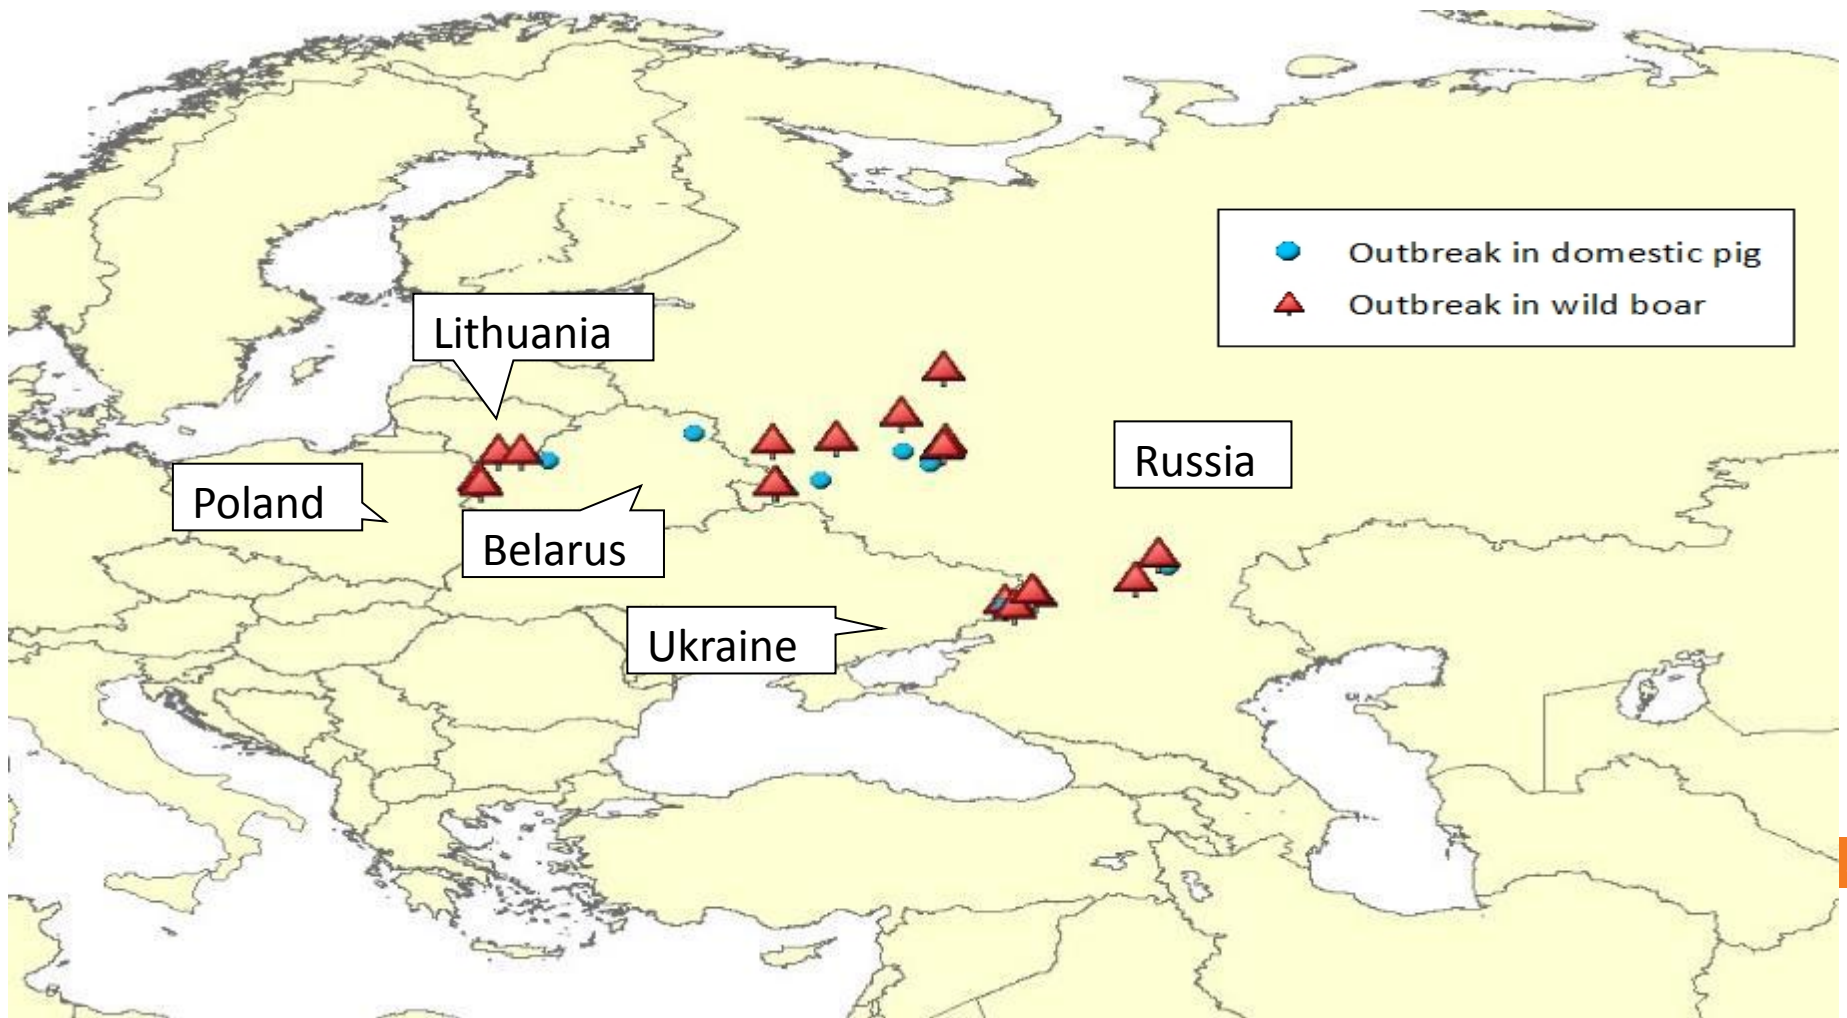 Outbreak in domestic pig
Outbreak in wild boar
Lithuania
Russia
Poland
Belarus
Ukraine